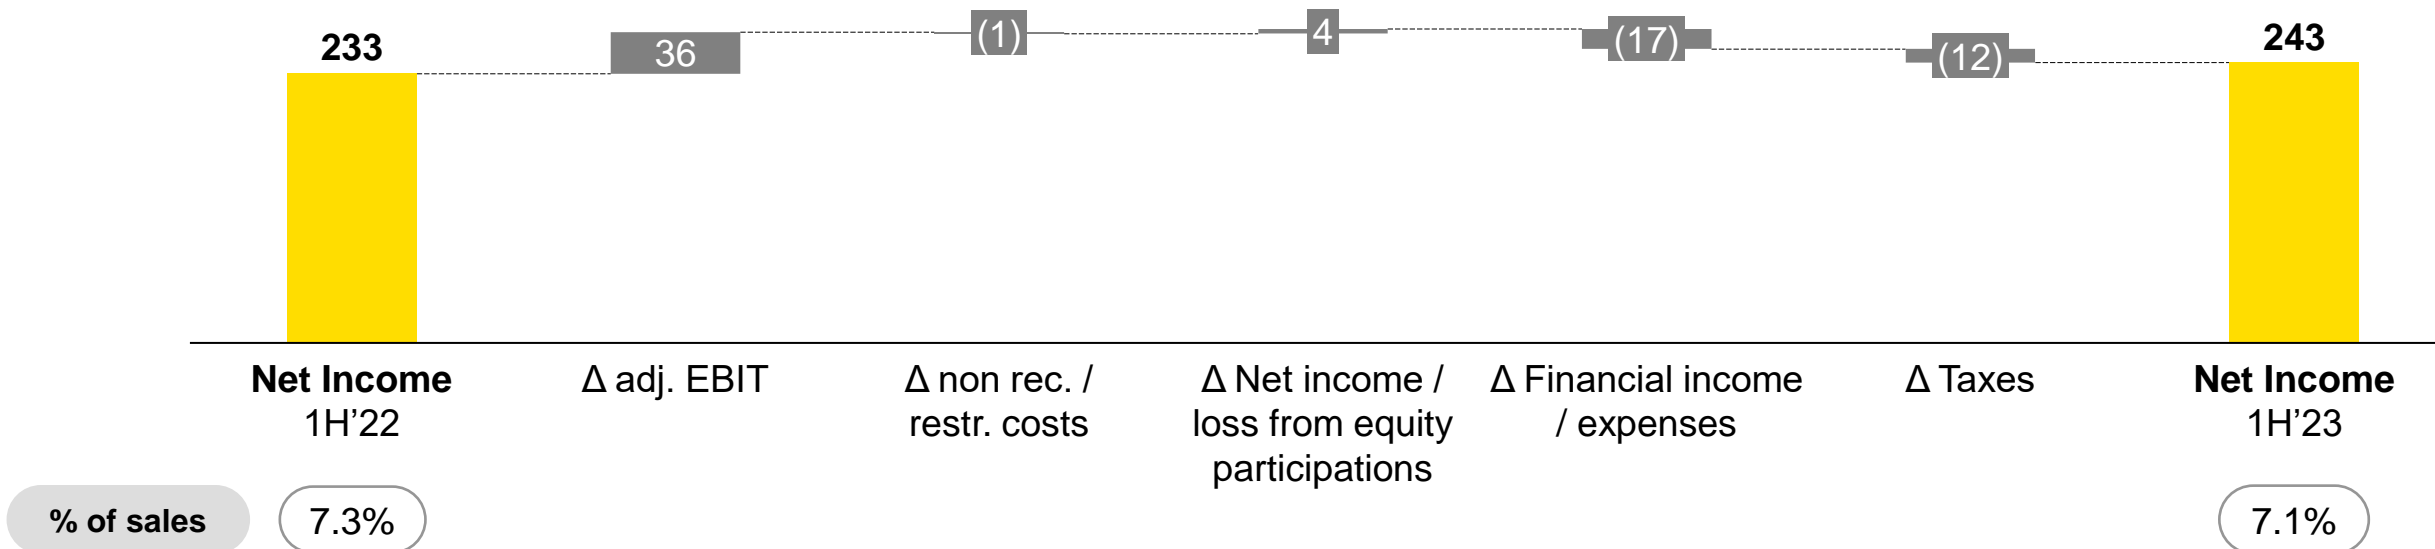 233
36
(1)
4
(17)
(12)
243
Net Income
1H’22
Δ adj. EBIT
Δ non rec. /
restr. costs
Δ Net income /
loss from equity
participations
Δ Financial income
/ expenses
Δ Taxes
Net Income
1H’23
% of sales
7.3%
7.1%